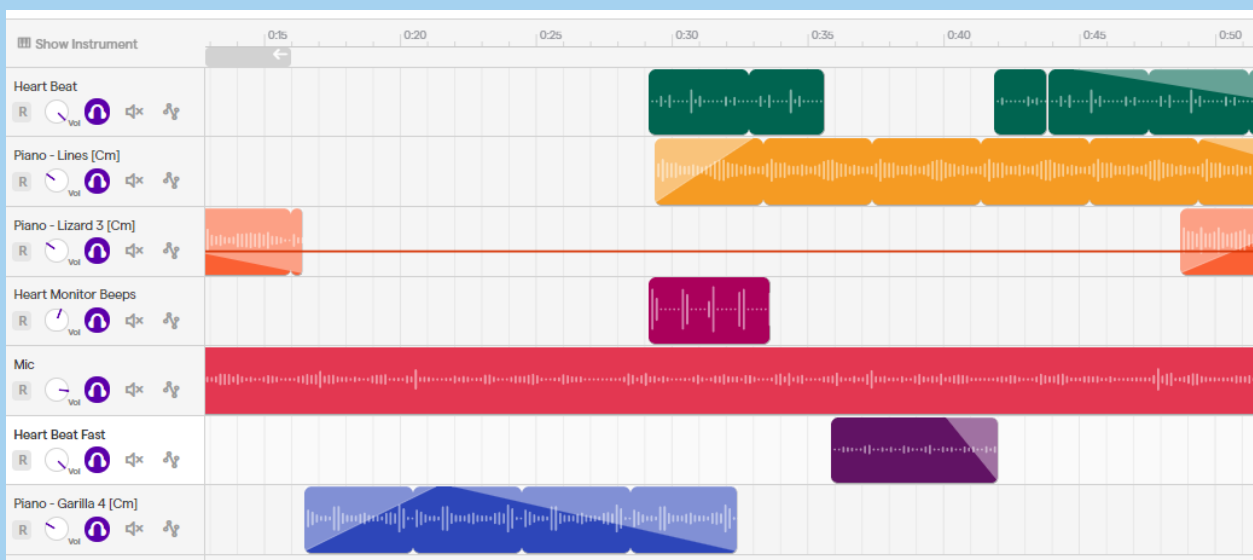 Show Instrument
0:15 0:20 0:25 0:30 0:35 0:40 0:45 0:50
Heart Beat
R Vol
Piano - Lines [Cm]
R Vol
Piano - Lizard 3 [Cm]
R Vol
Heart Monitor Beeps
R Vol
Mic
R Vol
Heart Beat Fast
R Vol
Piano - Garilla 4 [Cm]
R Vol